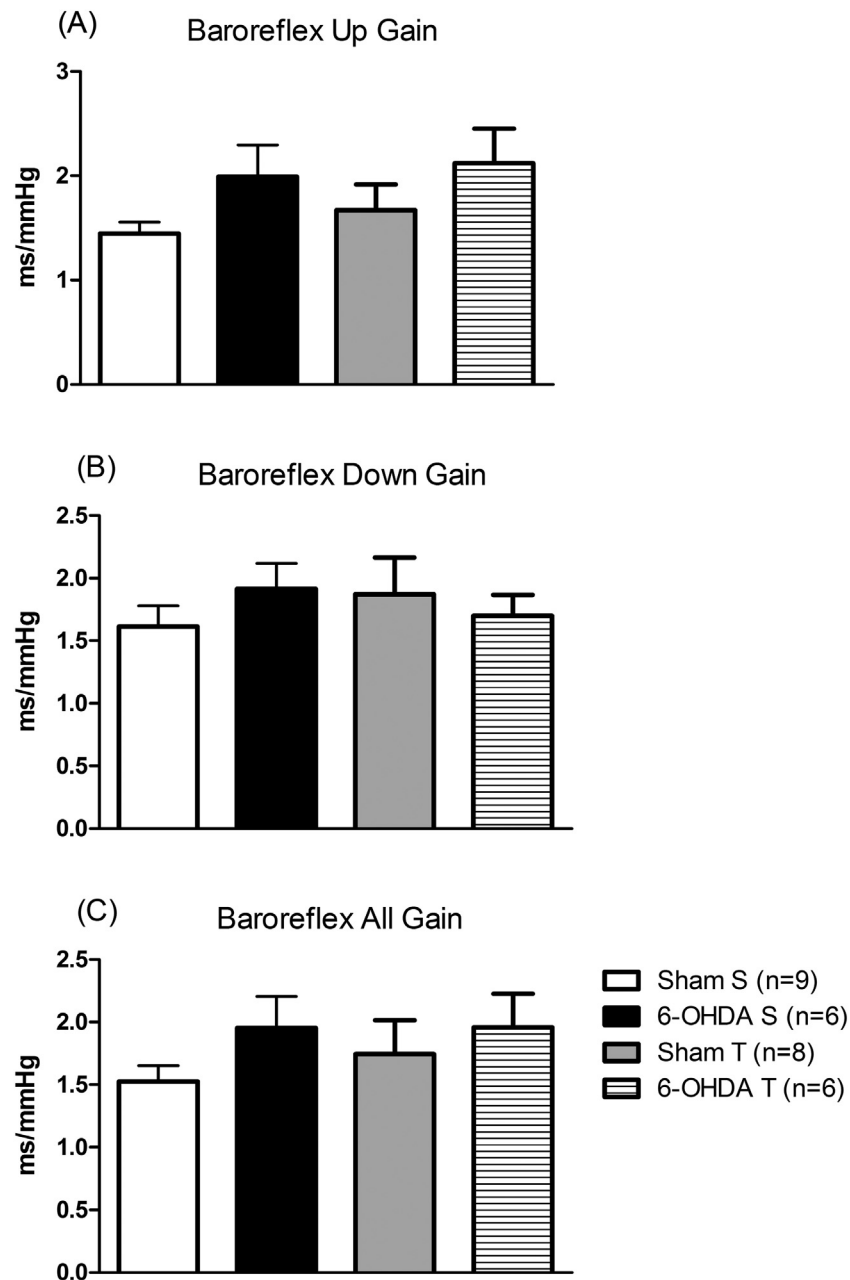 (A)
Baroreflex Up Gain
3
2
1
0
ms/mmHg
(B)
Baroreflex Down Gain
2.5
2.0
1.5
1.0
0.5
0.0
ms/mmHg
(C)
Baroreflex All Gain
2.5
2.0
1.5
1.0
0.5
0.0
ms/mmHg
Sham S (n=9)
6-OHDA S (n=6)
Sham T (n=8)
6-OHDA T (n=6)